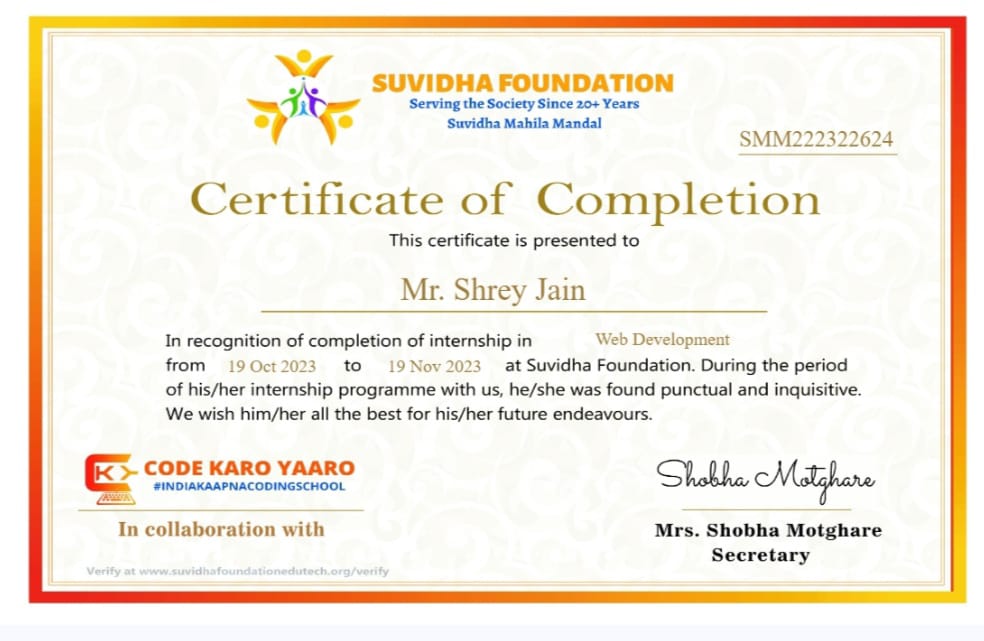 SUVIDHA FOUNDATION
Serving the Society Since 20+ Years
Suvidha Mahila Mandal
SMM222322624
Certificate of Completion
This certificate is presented to
Mr. Shrey Jain
In recognition of completion of internship in Web Development
from 19 Oct 2023 to 19 Nov 2023 at Suvidha Foundation. During the period
of his/her internship programme with us, he/she was found punctual and inquisitive.
We wish him/her all the best for his/her future endeavours.
CK
CODE KARO YAARO
#INDIAKAAPNACODINGSCHOOL
In collaboration with
Shobha Motghare
Mrs. Shobha Motghare
Secretary
Verify at www.suvidhafoundationedutech.org/verify